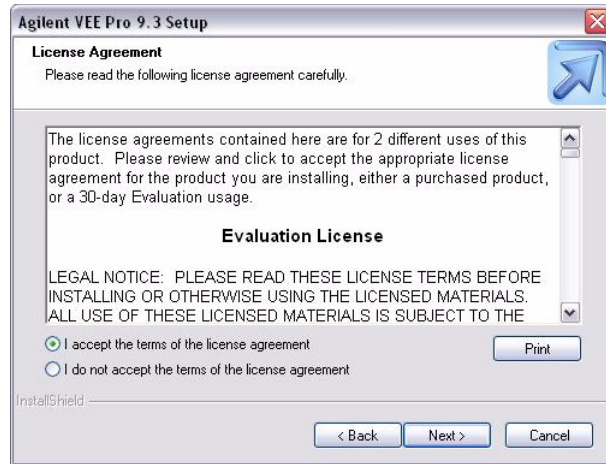 Agilent VEE Pro 9.3 Setup
License Agreement
Please read the following license agreement carefully.
The license agreements contained here are for 2 different uses of this
product.  Please review and click to accept the appropriate license
agreement for the product you are installing, either a purchased product,
or a 30-day Evaluation usage.
Evaluation License
LEGAL NOTICE:  PLEASE READ THESE LICENSE TERMS BEFORE
INSTALLING OR OTHERWISE USING THE LICENSED MATERIALS.
ALL USE OF THESE LICENSED MATERIALS IS SUBJECT TO THE
I accept the terms of the license agreement
Print
I do not accept the terms of the license agreement
InstallShield
< Back
Next >
Cancel